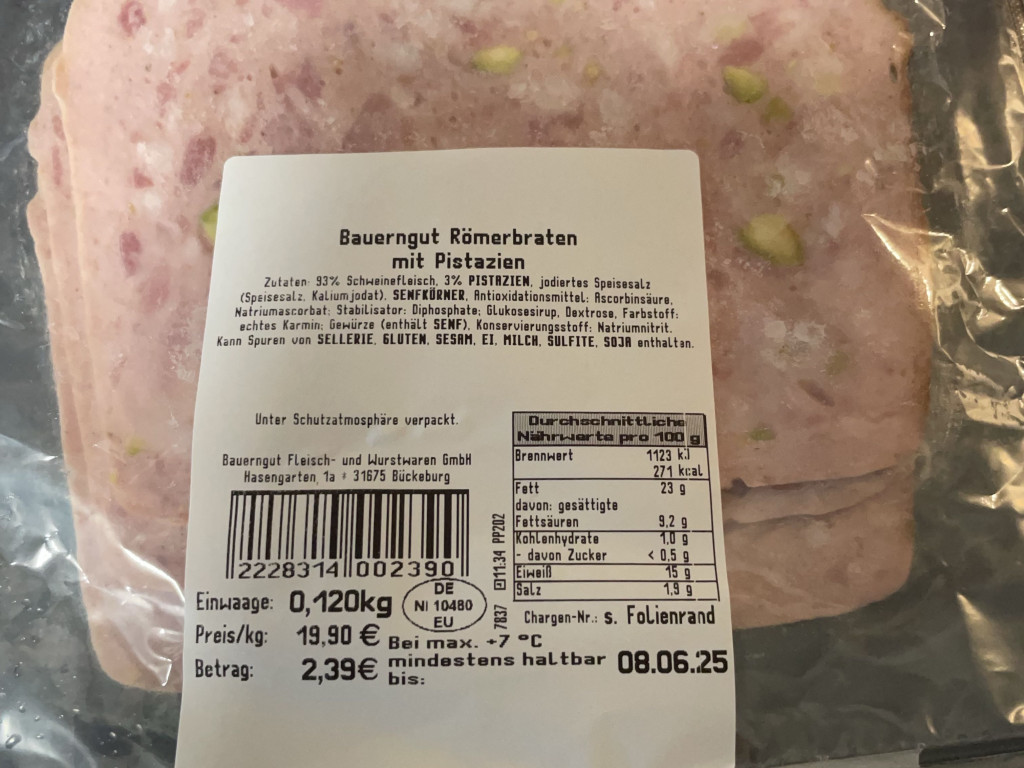 Bauerngut Römerbraten
mit Pistazien
Zutaten: 93% Schweinefleisch, 3% PISTAZIEN, jodiertes Speisesalz
(Speisesalz, Kaliumjodat), SENFKÖRNER, Antioxidationsmittel: Ascorbinsäure,
Natriumascorbat; Stabilisator: Diphosphate; Glukosesirup, Dextrose, Farbstoff:
echtes Karmin; Gewürze (enthält SENF), Konservierungsstoff: Natriumnitrit.
Kann Spuren von SELLERIE, GLUTEN, SESAM, EI, MILCH, SULFITE, SOJA enthalten.
Unter Schutzatmosphäre verpackt.
Bauerngut Fleisch- und Wurstwaren GmbH
Hasengarten, 1a * 31675 Bückeburg
2228314 002390
Einwaage: 0,120kg
DE
NI 10480
EU
Preis/kg: 19,90 €
Betrag: 2,39€
Bei max. +7 °C
mindestens haltbar 08.06.25
bis:
7837 11:34 PP202
Durchschnittliche
Nährwerte pro 100 g
Brennwert 1123 kJ
271 kcal
Fett 23 g
davon: gesättigte
Fettsäuren 9,2 g
Kohlenhydrate 1,0 g
- davon Zucker < 0,5 g
Eiweiß 15 g
Salz 1,9 g
Chargen-Nr.: s. Folienrand